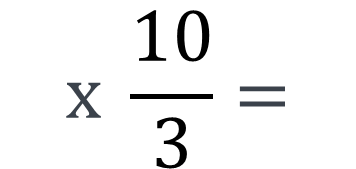 x 10/3 =